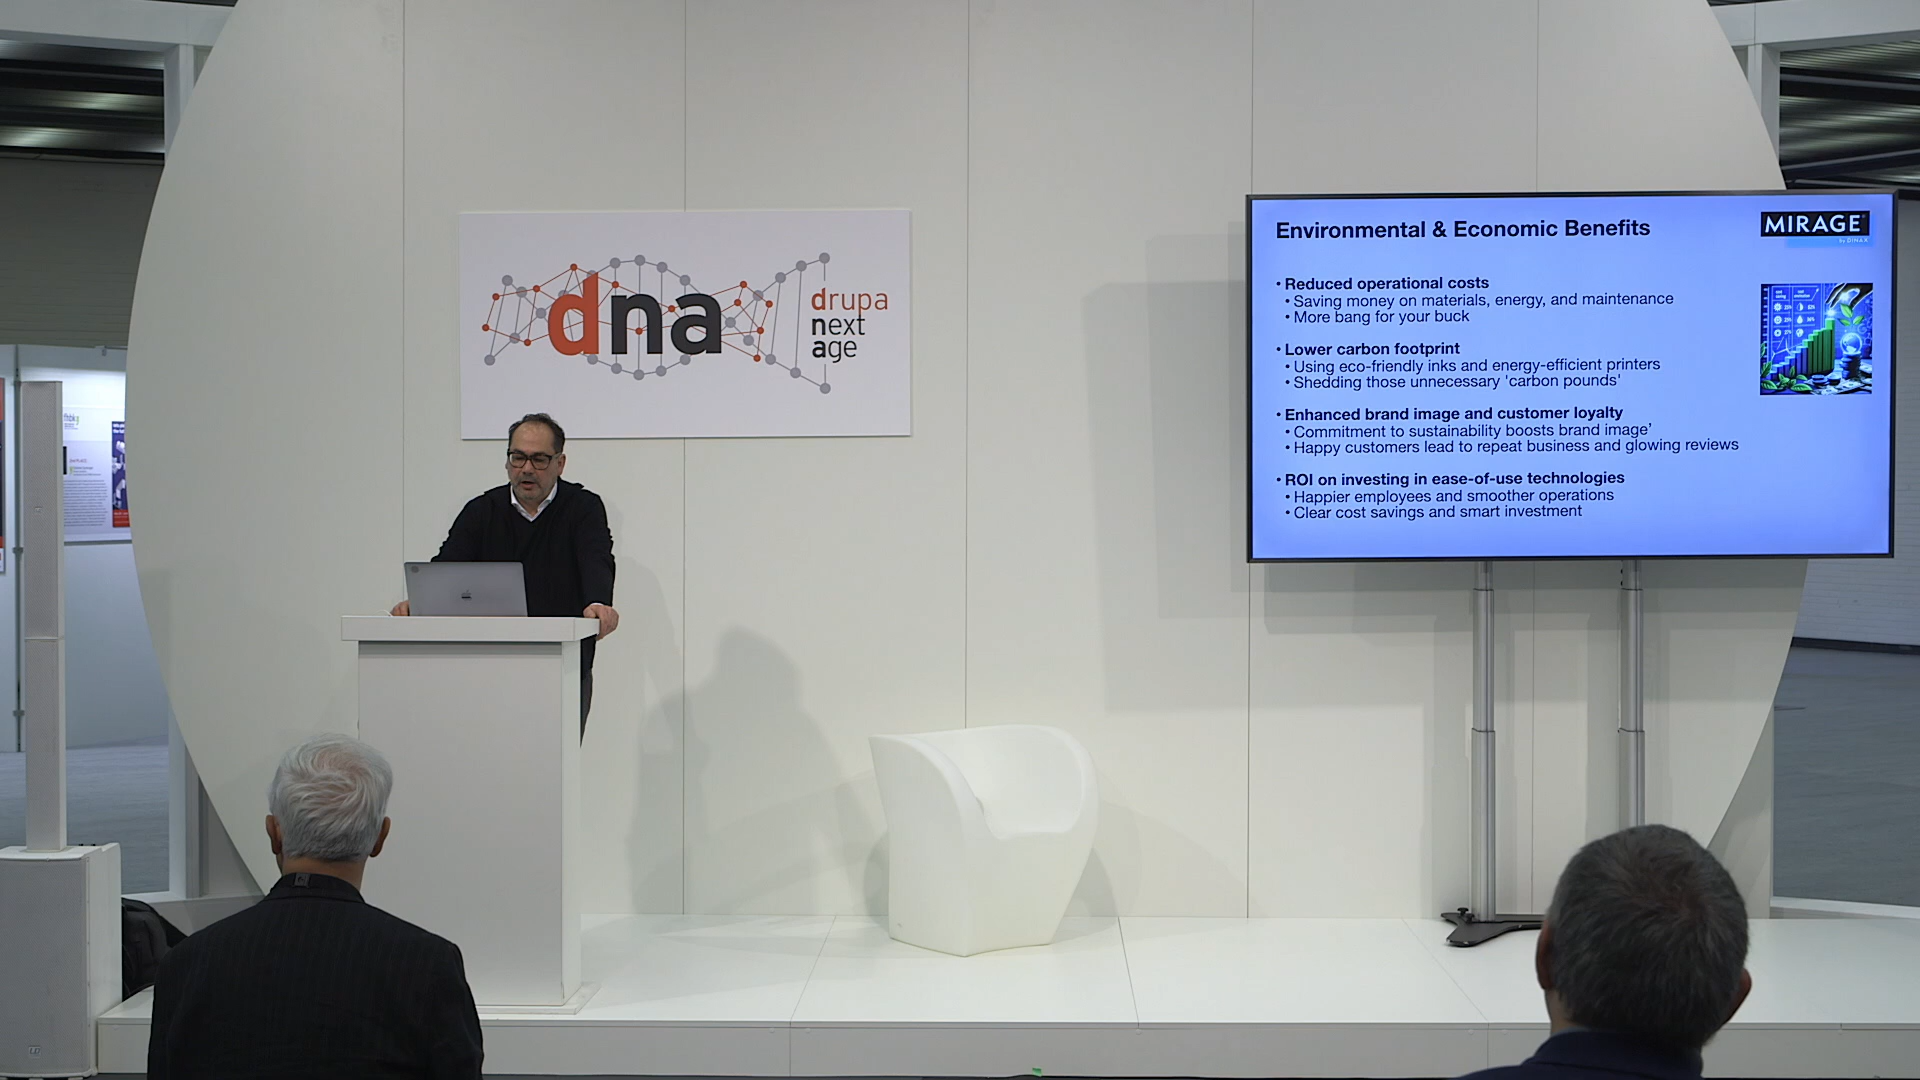 dna
drupa
next
age
Environmental & Economic Benefits
MIRAGE
by DINAX
• Reduced operational costs
• Saving money on materials, energy, and maintenance
• More bang for your buck
• Lower carbon footprint
• Using eco-friendly inks and energy-efficient printers
• Shedding those unnecessary 'carbon pounds'
• Enhanced brand image and customer loyalty
• Commitment to sustainability boosts brand image’
• Happy customers lead to repeat business and glowing reviews
• ROI on investing in ease-of-use technologies
• Happier employees and smoother operations
• Clear cost savings and smart investment